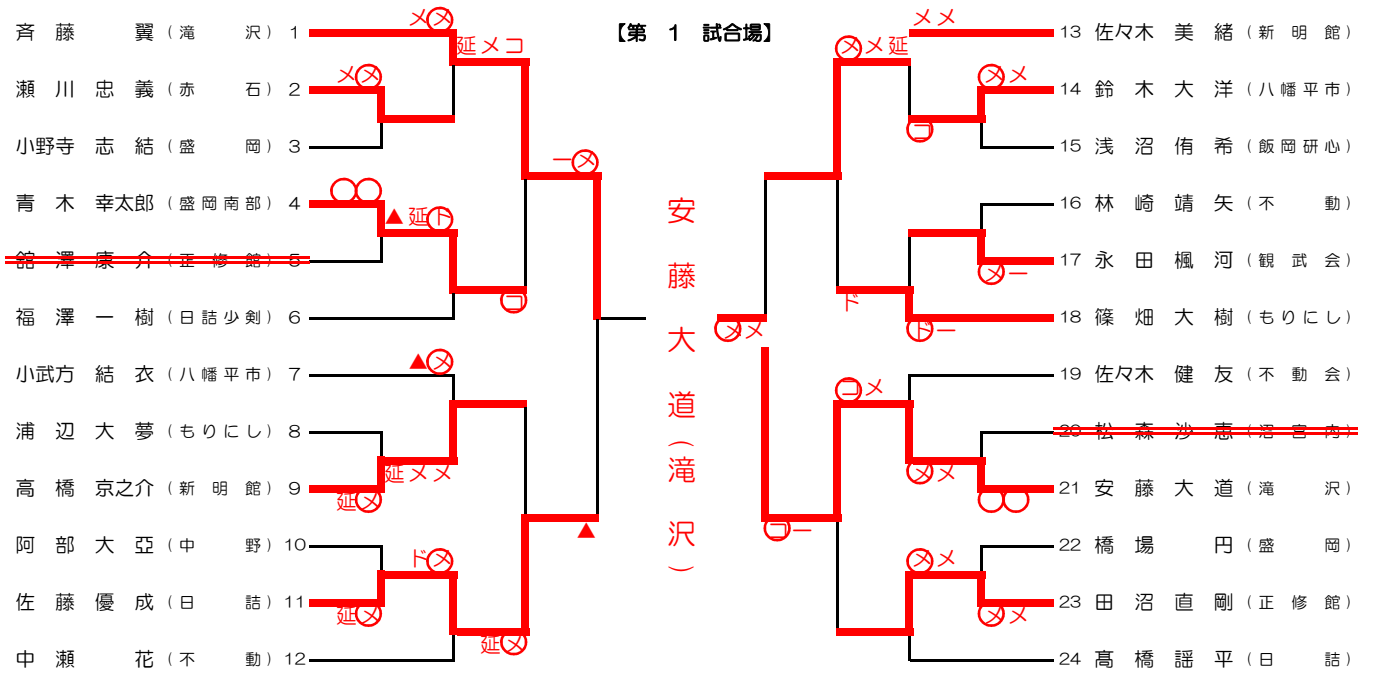 【第 1 試合場】
斉藤 翼（滝沢）1
瀬川忠義（赤石）2
小野寺志結（盛岡）3
青木幸太郎（盛岡南部）4
舘澤康介（正修館）5
福澤一樹（日詰少剣）6
小武方結衣（八幡平市）7
浦辺大夢（もりにし）8
高橋京之介（新明館）9
阿部大亞（中野）10
佐藤優成（日詰）11
中瀬 花（不動）12
メメ
延メコ
メメ
一メ
▲延ド
コ
▲メ
延メメ
延メ
▲
ドメ
延メ
延メ
安藤大道（滝沢）
13 佐々木美緒（新明館）
14 鈴木大洋（八幡平市）
15 浅沼侑希（飯岡研心）
16 林崎靖矢（不動）
17 永田楓河（観武会）
18 篠畑大樹（もりにし）
19 佐々木健友（不動会）
20 松森沙恵（沼宮内）
21 安藤大道（滝沢）
22 橋場 円（盛岡）
23 田沼直剛（正修館）
24 髙橋謡平（日詰）
メメ
メメ延
メメ
コ
メ一
ド
ド一
メメ
コメ
メメ
コ一
メメ
メメ